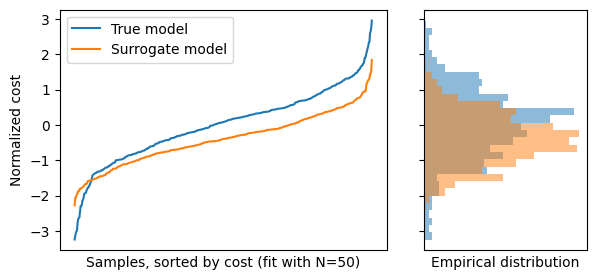 True model
Surrogate model
Normalized cost
3
2
1
0
−1
−2
−3
Samples, sorted by cost (fit with N=50)
Empirical distribution